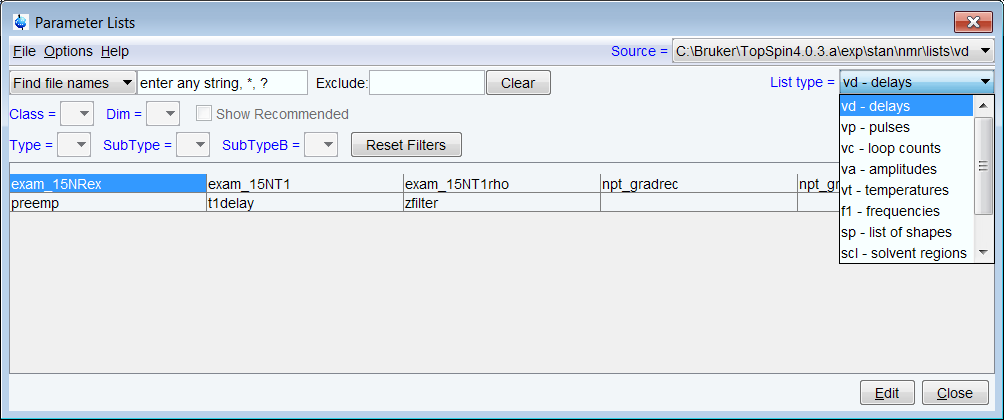 Parameter Lists
File Options Help Source = C:\Bruker\TopSpin4.0.3.a\exp\stan\nmr\lists\vd
Find file names enter any string, *, ? Exclude: Clear List type = vd - delays
Class = Dim = Show Recommended
Type = SubType = SubTypeB = Reset Filters
vd - delays
vp - pulses
vc - loop counts
va - amplitudes
vt - temperatures
f1 - frequencies
sp - list of shapes
scl - solvent regions
exam_15NRex exam_15NT1 exam_15NT1rho npt_gradrec
preemp t1delay zfilter
Edit Close